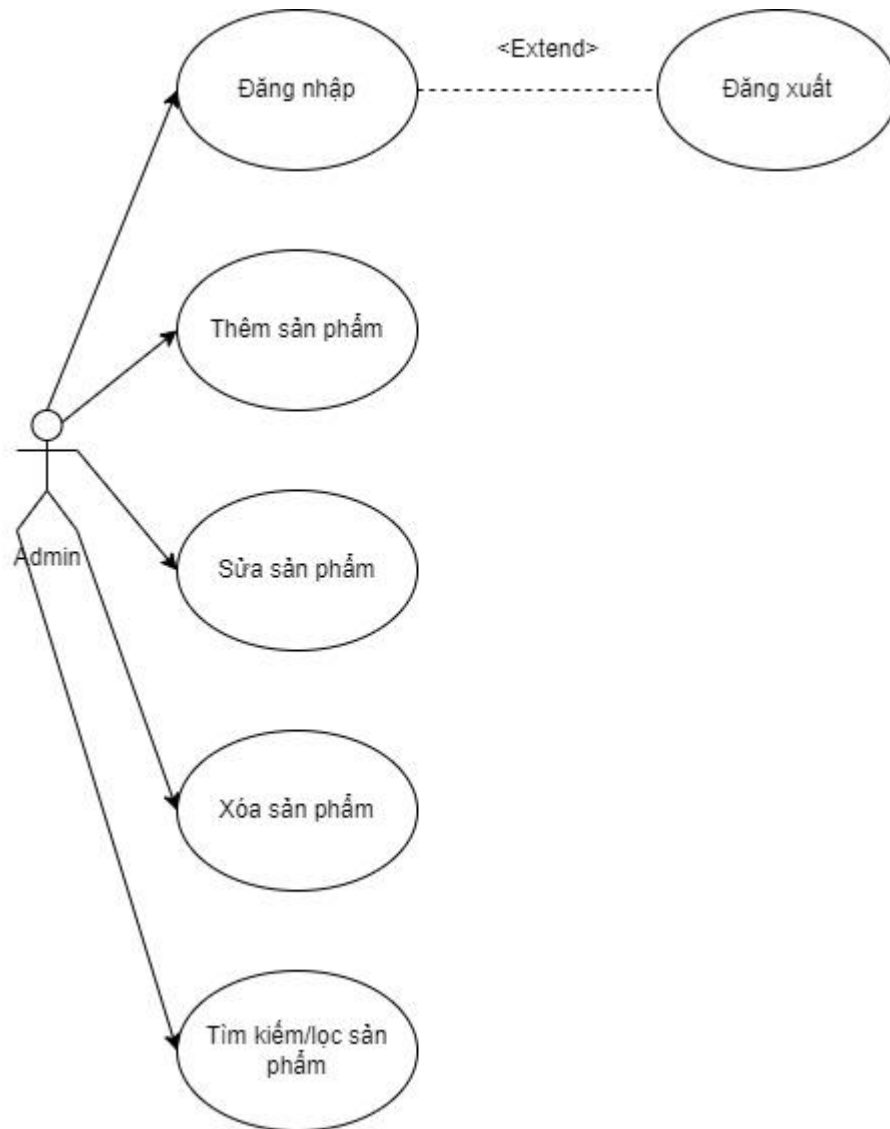 Đăng nhập
<Extend>
Đăng xuất
Thêm sản phẩm
Admin
Sửa sản phẩm
Xóa sản phẩm
Tìm kiếm/lọc sản
phẩm